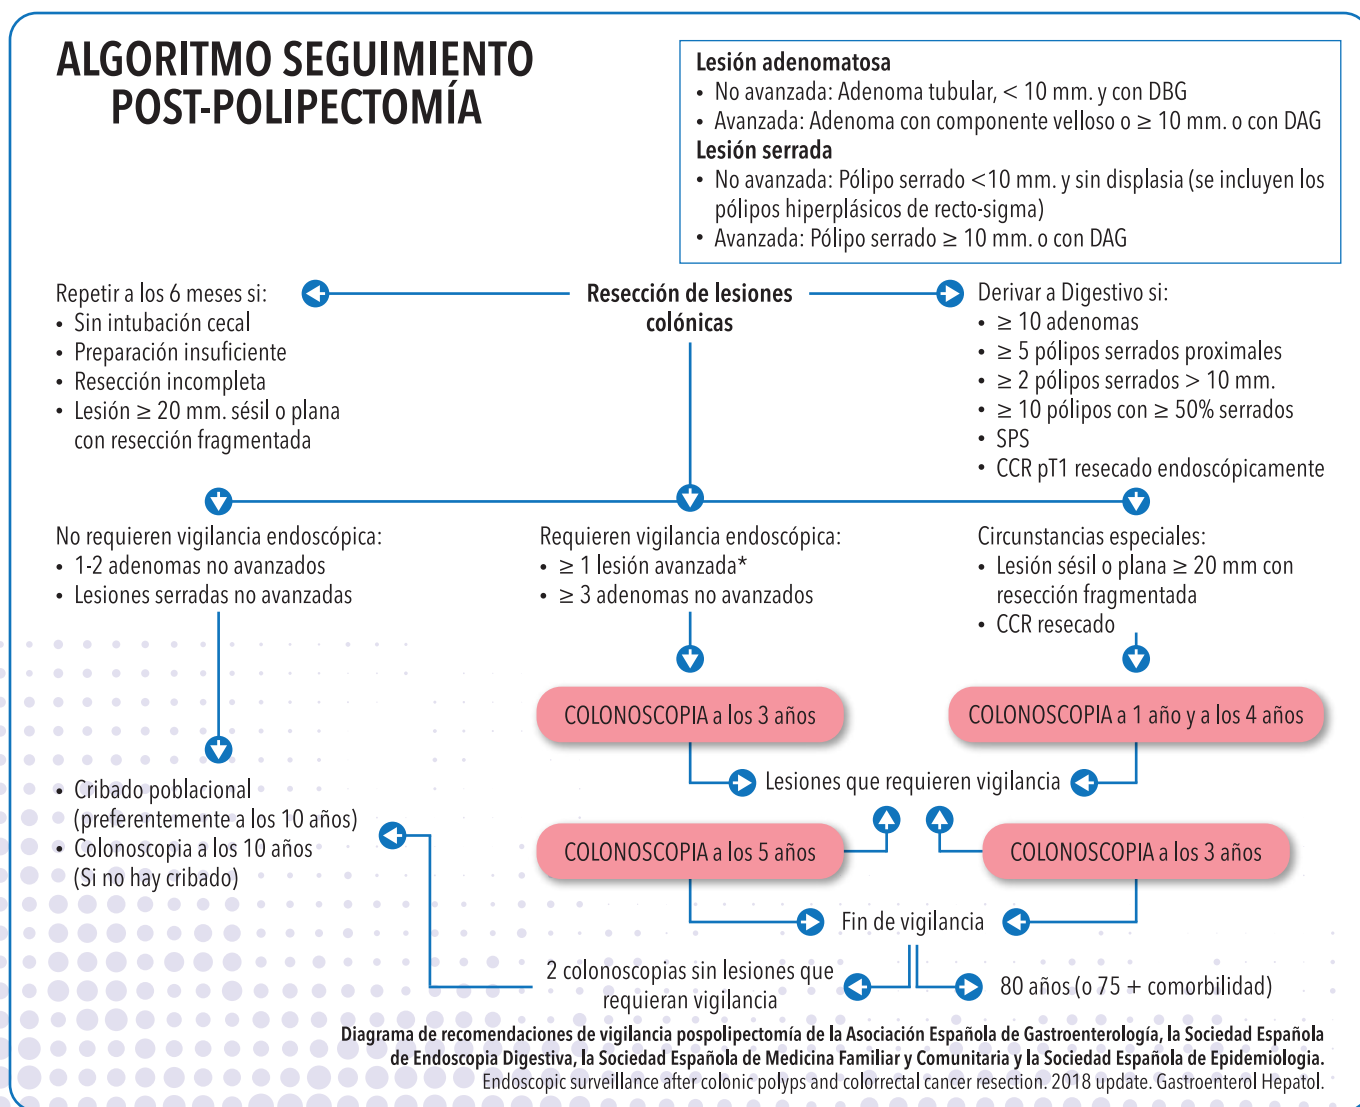 ALGORITMO SEGUIMIENTO
POST-POLIPECTOMÍA
Lesión adenomatosa
• No avanzada: Adenoma tubular, < 10 mm. y con DBG
• Avanzada: Adenoma con componente velloso o ≥ 10 mm. o con DAG
Lesión serrada
• No avanzada: Pólipo serrado <10 mm. y sin displasia (se incluyen los
pólipos hiperplásicos de recto-sigma)
• Avanzada: Pólipo serrado ≥ 10 mm. o con DAG
Repetir a los 6 meses si:
• Sin intubación cecal
• Preparación insuficiente
• Resección incompleta
• Lesión ≥ 20 mm. sésil o plana
con resección fragmentada
Resección de lesiones
colónicas
Derivar a Digestivo si:
• ≥ 10 adenomas
• ≥ 5 pólipos serrados proximales
• ≥ 2 pólipos serrados > 10 mm.
• ≥ 10 pólipos con ≥ 50% serrados
• SPS
• CCR pT1 resecado endoscópicamente
No requieren vigilancia endoscópica:
• 1-2 adenomas no avanzados
• Lesiones serradas no avanzadas
Requieren vigilancia endoscópica:
• ≥ 1 lesión avanzada*
• ≥ 3 adenomas no avanzados
Circunstancias especiales:
• Lesión sésil o plana ≥ 20 mm con
resección fragmentada
• CCR resecado
COLONOSCOPIA a los 3 años
COLONOSCOPIA a 1 año y a los 4 años
Lesiones que requieren vigilancia
• Cribado poblacional
(preferentemente a los 10 años)
• Colonoscopia a los 10 años
(Si no hay cribado)
COLONOSCOPIA a los 5 años
COLONOSCOPIA a los 3 años
Fin de vigilancia
2 colonoscopias sin lesiones que
requieran vigilancia
80 años (o 75 + comorbilidad)
Diagrama de recomendaciones de vigilancia pospolipectomía de la Asociación Española de Gastroenterología, la Sociedad Española
de Endoscopia Digestiva, la Sociedad Española de Medicina Familiar y Comunitaria y la Sociedad Española de Epidemiologia.
Endoscopic surveillance after colonic polyps and colorrectal cancer resection. 2018 update. Gastroenterol Hepatol.